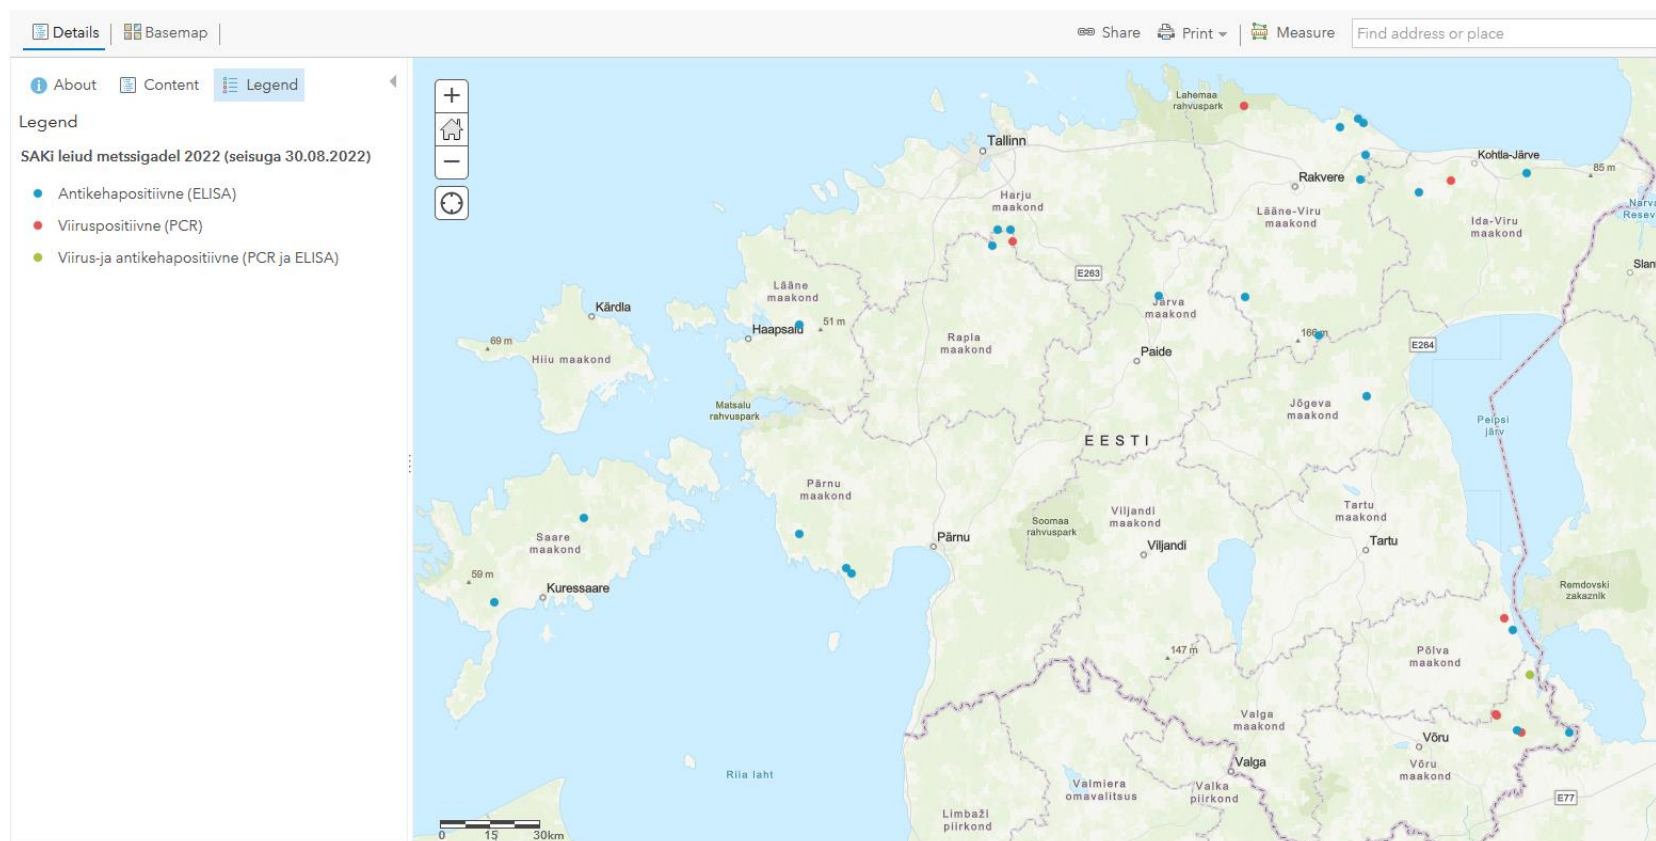 Details
Basemap
Share
Print
Measure
Find address or place
About
Content
Legend
Legend
SAKi leiud metssigadel 2022 (seisuga 30.08.2022)
Antikehapositiivne (ELISA)
Viiruspositiivne (PCR)
Viirus-ja antikehapositiivne (PCR ja ELISA)
Lahemaa
rahvuspark
Tallinn
Kohtla-Järve
85 m
Rakvere
Harju
maakond
Lääne-Viru
maakond
Ida-Viru
maakond
Narva
Reserv
E263
Slan
Lääne
maakond
Järva
maakond
Kärdla
Haapsalu
51 m
69 m
Hiiu maakond
Rapla
maakond
Paide
166 m
E264
Matsalu
rahvuspark
Jõgeva
maakond
Peipsi
järv
EESTI
Pärnu
maakond
Saare
maakond
Soomaa
rahvuspark
Viljandi
maakond
Tartu
maakond
Pärnu
Viljandi
Tartu
59 m
Kuressaare
Remdovski
zakaznik
147 m
Põlva
maakond
Valga
maakond
Võru
Võru
maakond
Riia laht
Valga
Valmiera
omavalitsus
Valka
piirkond
E77
Limbaži
piirkond
0 15 30km